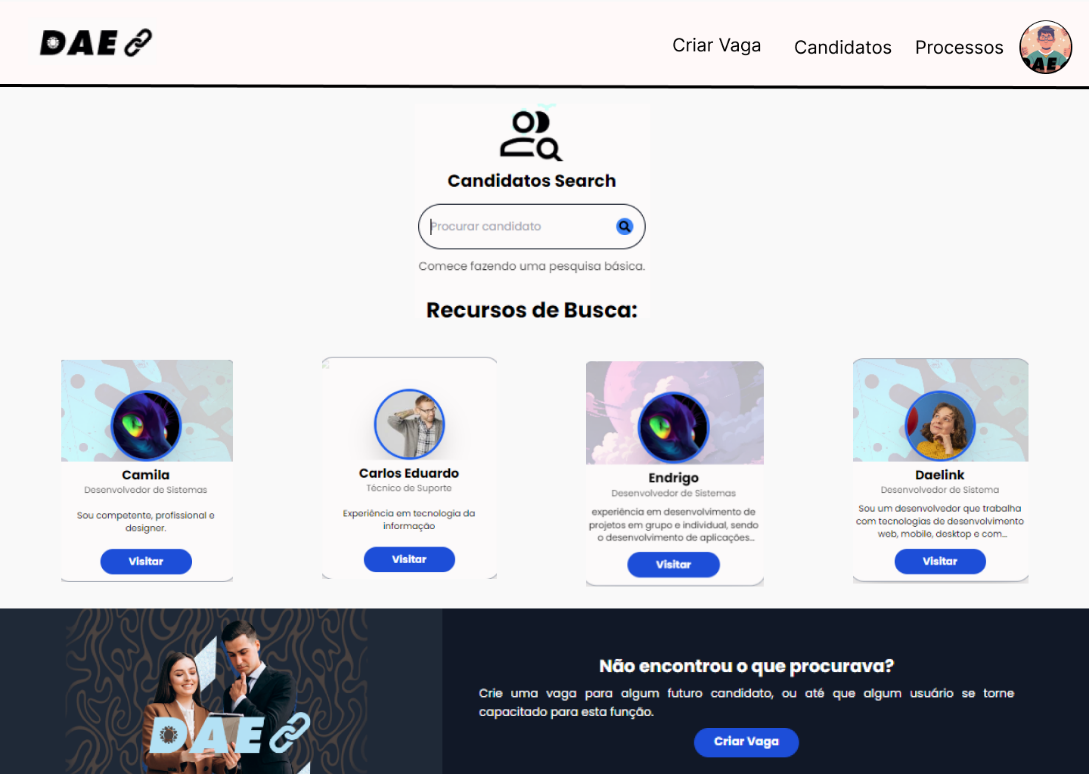 DAE
Criar Vaga
Candidatos
Processos
DAE
Candidatos Search
Procurar candidato
Comece fazendo uma pesquisa básica.
Recursos de Busca:
Camila
Desenvolvedor de Sistemas
Sou competente, profissional e
designer.
Visitar
Carlos Eduardo
Técnico de Suporte
Experiência em tecnologia da
informação
Visitar
Endrigo
Desenvolvedor de Sistemas
experiência em desenvolvimento de
projetos em grupo e individual, sendo
o desenvolvimento de aplicações...
Visitar
Daelink
Desenvolvedor de Sistema
Sou um desenvolvedor que trabalha
com tecnologias de desenvolvimento
web, mobile, desktop e com...
Visitar
DAE
Não encontrou o que procurava?
Crie uma vaga para algum futuro candidato, ou até que algum usuário se torne
capacitado para esta função.
Criar Vaga